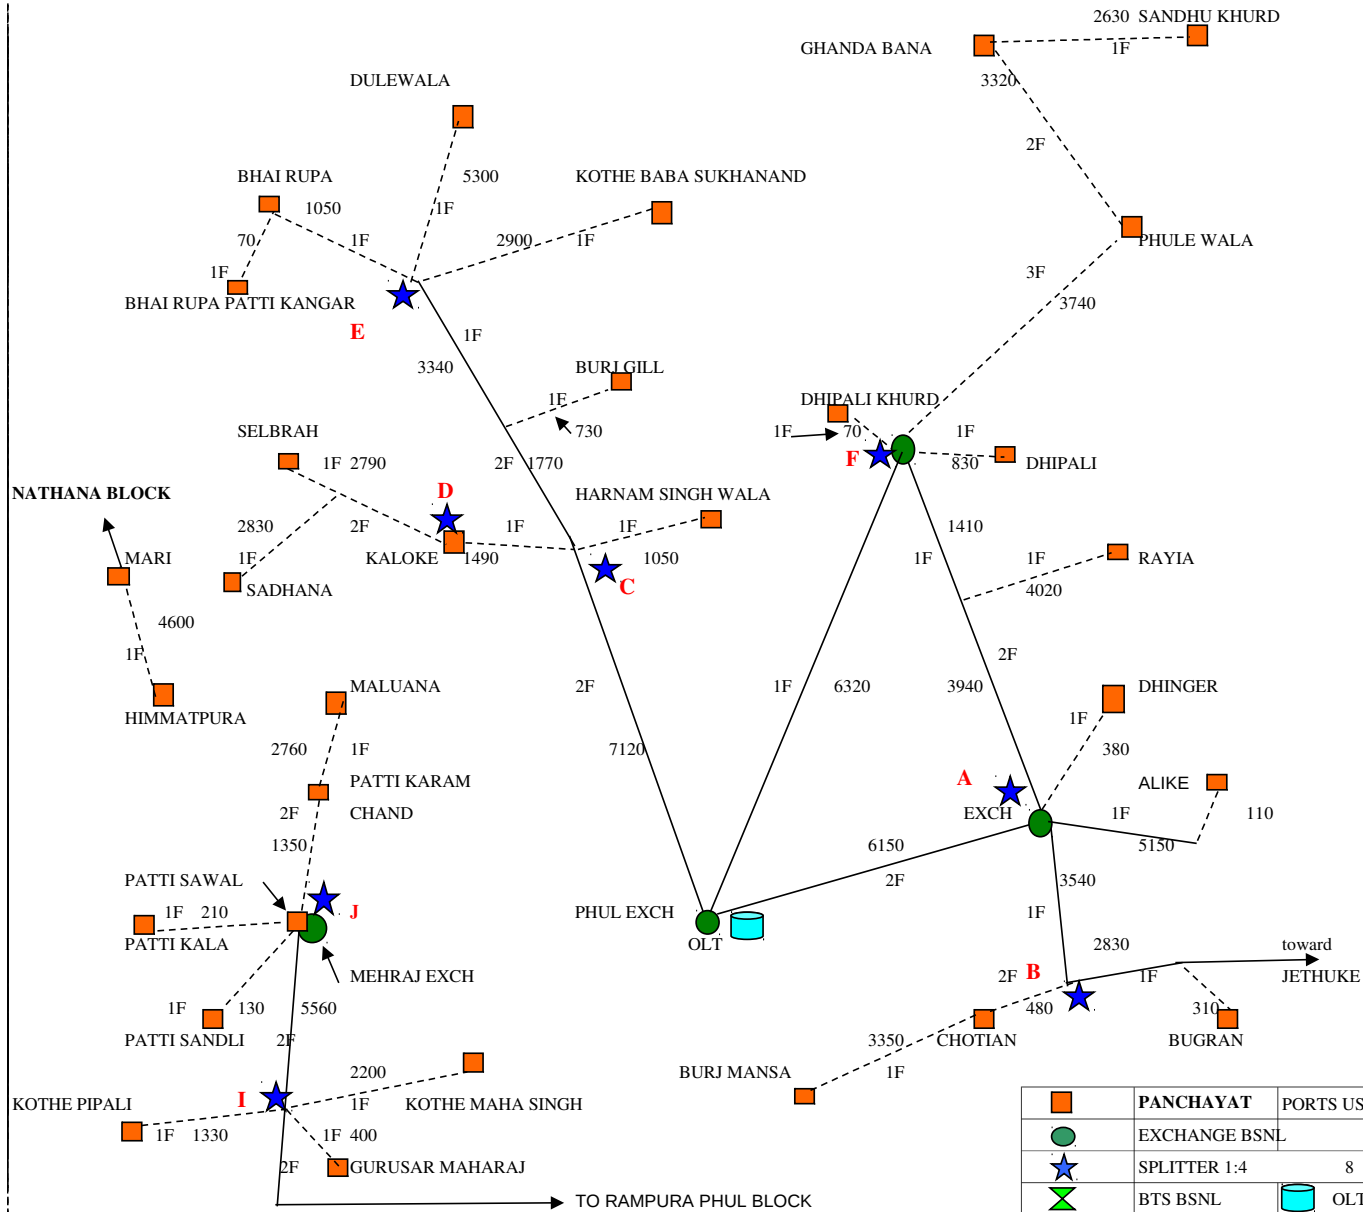 2630 SANDHU KHURD
GHANDA BANA
1F
3320
DULEWALA
2F
BHAI RUPA
5300
KOTHE BABA SUKHANAND
1050
1F
70
1F
2900
1F
PHULE WALA
1F
3F
BHAI RUPA PATTI KANGAR
3740
E
1F
3340
BURJ GILL
1F
DHIPALI KHURD
730
1F
70
1F
SELBRAH
F
830
DHIPALI
1F 2790
2F 1770
NATHANA BLOCK
D
HARNAM SINGH WALA
2830
2F
1F
1F
1410
1F
KALOKE
1490
1050
1F
1F
RAYIA
MARI
SADHANA
C
4020
4600
1F
2F
MALUANA
2F
1F
6320
3940
DHINGER
HIMMATPURA
1F
2760
1F
7120
380
PATTI KARAM
A
ALIKE
2F
CHAND
EXCH
1F
110
1350
6150
5150
PATTI SAWAL
2F
3540
1F
210
J
PHUL EXCH
1F
PATTI KALA
OLT
2830
toward
MEHRAJ EXCH
2F
B
1F
JETHUKE
1F
130
5560
480
310
PATTI SANDLI
2F
3350
CHOTIAN
BUGRAN
2200
BURJ MANSA
1F
KOTHE PIPALI
I
1F
KOTHE MAHA SINGH
PANCHAYAT
PORTS US
1F 1330
1F 400
EXCHANGE BSNL
2F
GURUSAR MAHARAJ
SPLITTER 1:4
8
TO RAMPURA PHUL BLOCK
BTS BSNL
OLT